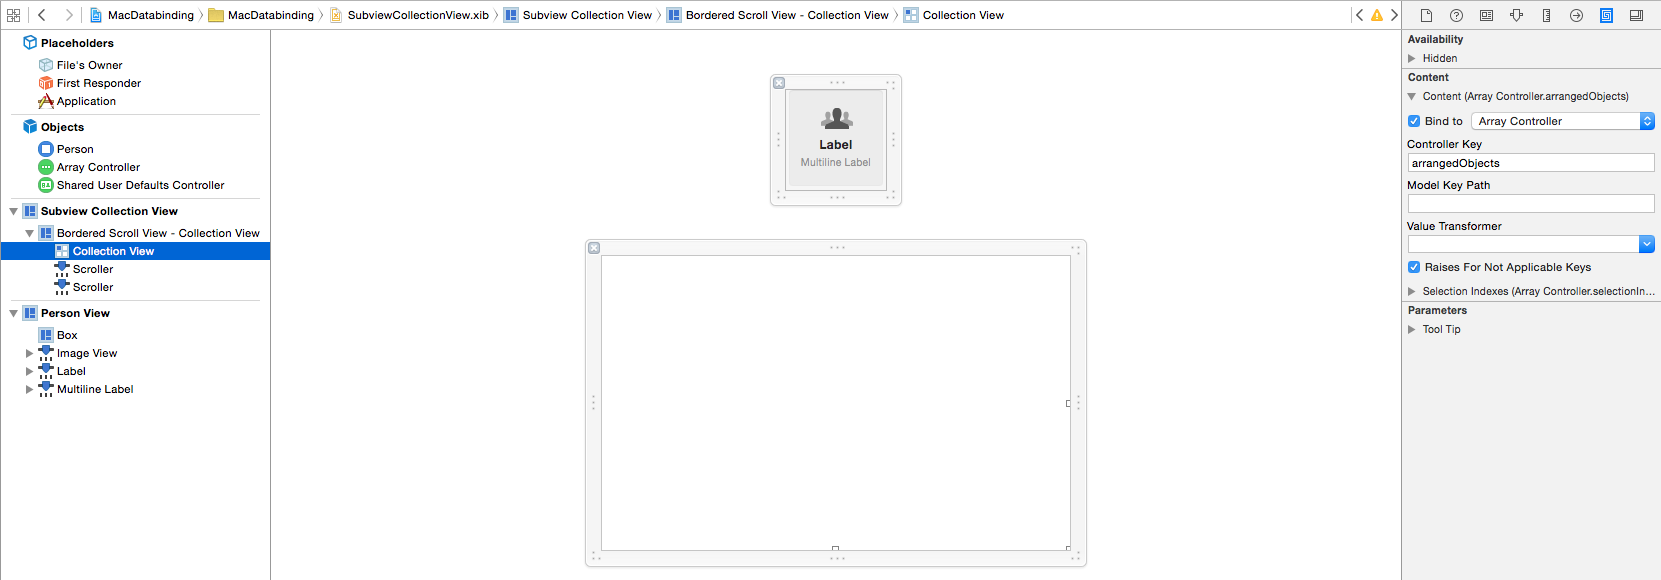 MacDatabinding MacDatabinding SubviewCollectionView.xib Subview Collection View Bordered Scroll View - Collection View Collection View
Placeholders
File's Owner
First Responder
Application
Objects
Person
Array Controller
Shared User Defaults Controller
Subview Collection View
Bordered Scroll View - Collection View
Collection View
Scroller
Scroller
Person View
Box
Image View
Label
Multiline Label
Label
Multiline Label
Availability
Hidden
Content
Content (Array Controller.arrangedObjects)
Bind to Array Controller
Controller Key
arrangedObjects
Model Key Path
Value Transformer
Raises For Not Applicable Keys
Selection Indexes (Array Controller.selectionIn...
Parameters
Tool Tip